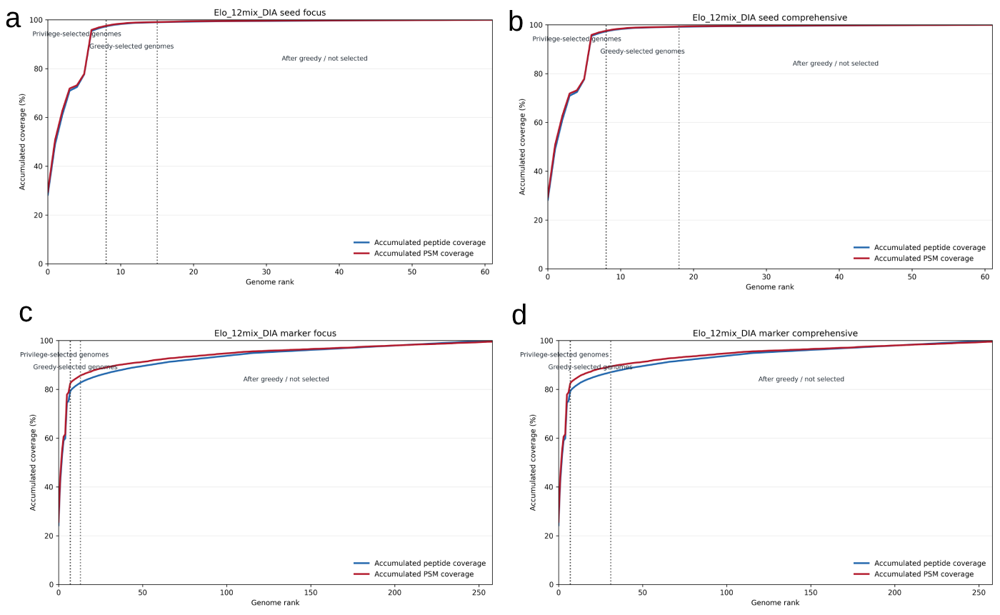 a
Elo_12mix_DIA seed focus
100
80
60
40
20
0
Accumulated coverage (%)
Privilege-selected genomes
Greedy-selected genomes
After greedy / not selected
Accumulated peptide coverage
Accumulated PSM coverage
0 10 20 30 40 50 60
Genome rank
b
Elo_12mix_DIA seed comprehensive
100
80
60
40
20
0
Accumulated coverage (%)
Privilege-selected genomes
Greedy-selected genomes
After greedy / not selected
Accumulated peptide coverage
Accumulated PSM coverage
0 10 20 30 40 50 60
Genome rank
c
Elo_12mix_DIA marker focus
100
80
60
40
20
0
Accumulated coverage (%)
Privilege-selected genomes
Greedy-selected genomes
After greedy / not selected
Accumulated peptide coverage
Accumulated PSM coverage
0 50 100 150 200 250
Genome rank
d
Elo_12mix_DIA marker comprehensive
100
80
60
40
20
0
Accumulated coverage (%)
Privilege-selected genomes
Greedy-selected genomes
After greedy / not selected
Accumulated peptide coverage
Accumulated PSM coverage
0 50 100 150 200 250
Genome rank